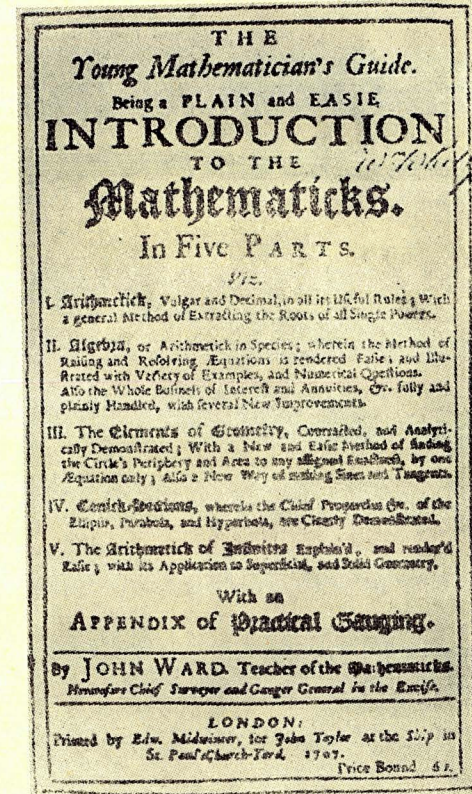 THE
Young Mathematician's Guide.
Being a PLAIN and EASIE
INTRODUCTION
TO THE
Mathematicks.
In Five PARTS.
Viz.
I. Arithmetick, Vulgar and Decimal, in all its Useful Rules; With
a general Method of Extracting the Roots of all Single Powers.
II. Algebra, or Arithmetick in Species; wherein the Method of
Raising and Resolving Æquations is rendered Easie; and Illu-
strated with Variety of Examples, and Numerical Questions.
Also the Whole Business of Interest and Annuities, &c. fully and
plainly Handled, with several New Improvements.
III. The Elements of Geometry, Contracted, and Analyti-
cally Demonstrated; With a New and Easie Method of finding
the Circle's Periphery and Area to any assigned Exactness, by one
Æquation only; Also a New Way of making Sines and Tangents.
IV. Conick-Sections, wherein the Chief Properties &c. of the
Ellipsis, Parabola, and Hyperbola, are Clearly Demonstrated.
V. The Arithmetick of Infinites Explain'd, and render'd
Easie; with its Application to Superficial, and Solid Geometry.
With an
APPENDIX of Practical Gauging.
By JOHN WARD. Teacher of the Mathematicks.
Heretofore Chief Surveyor and Gauger General in the Excise.
LONDON:
Printed by Edw. Midwinter, for John Taylor at the Ship in
St. Paul's Church-Yard. 1707.
Price Bound 6 s.